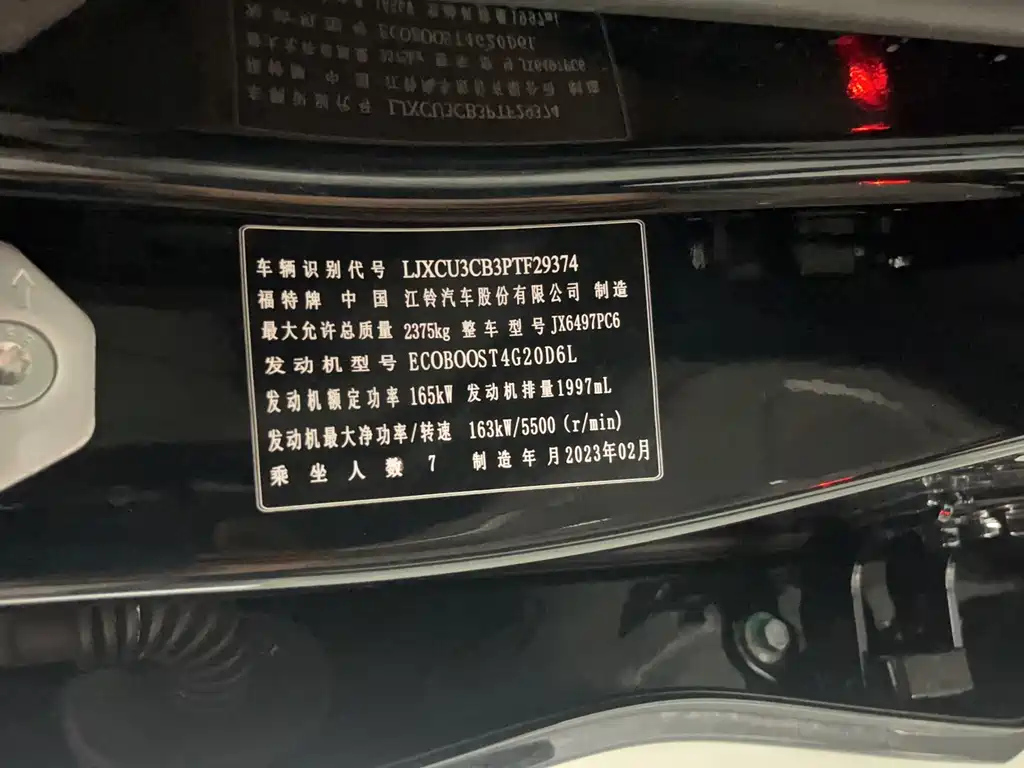 车辆识别代号 LJXCU3CB3PTF29374
福特牌 中国 江铃汽车股份有限公司 制造
最大允许总质量 2375kg 整车型号 JX6497PC6
发动机型号 ECOBOOST4G20D6L
发动机额定功率 165kW 发动机排量 1997mL
发动机最大净功率/转速 163kW/5500 (r/min)
乘坐人数 7 制造年月 2023年02月